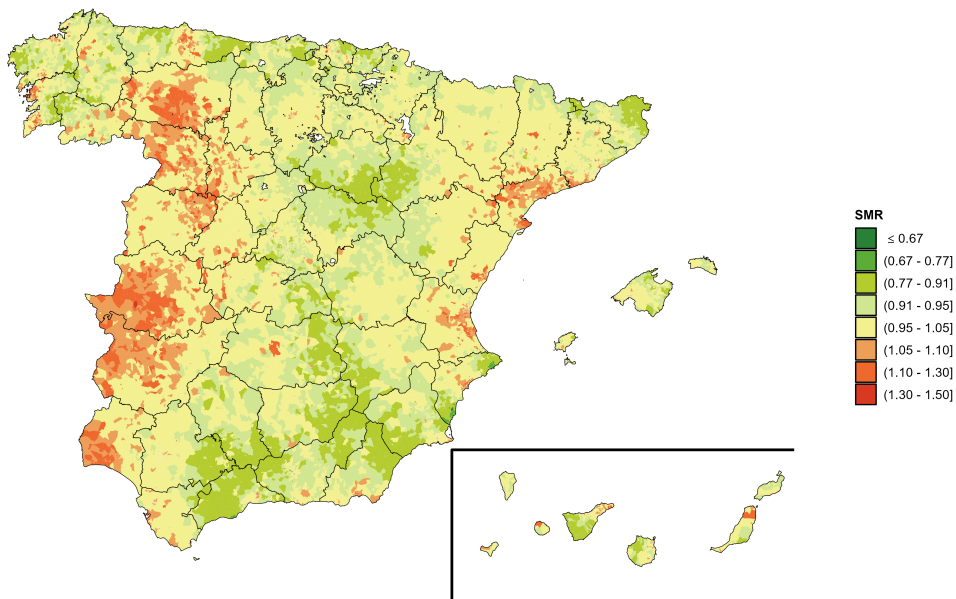 SMR
≤ 0.67
(0.67 - 0.77]
(0.77 - 0.91]
(0.91 - 0.95]
(0.95 - 1.05]
(1.05 - 1.10]
(1.10 - 1.30]
(1.30 - 1.50]